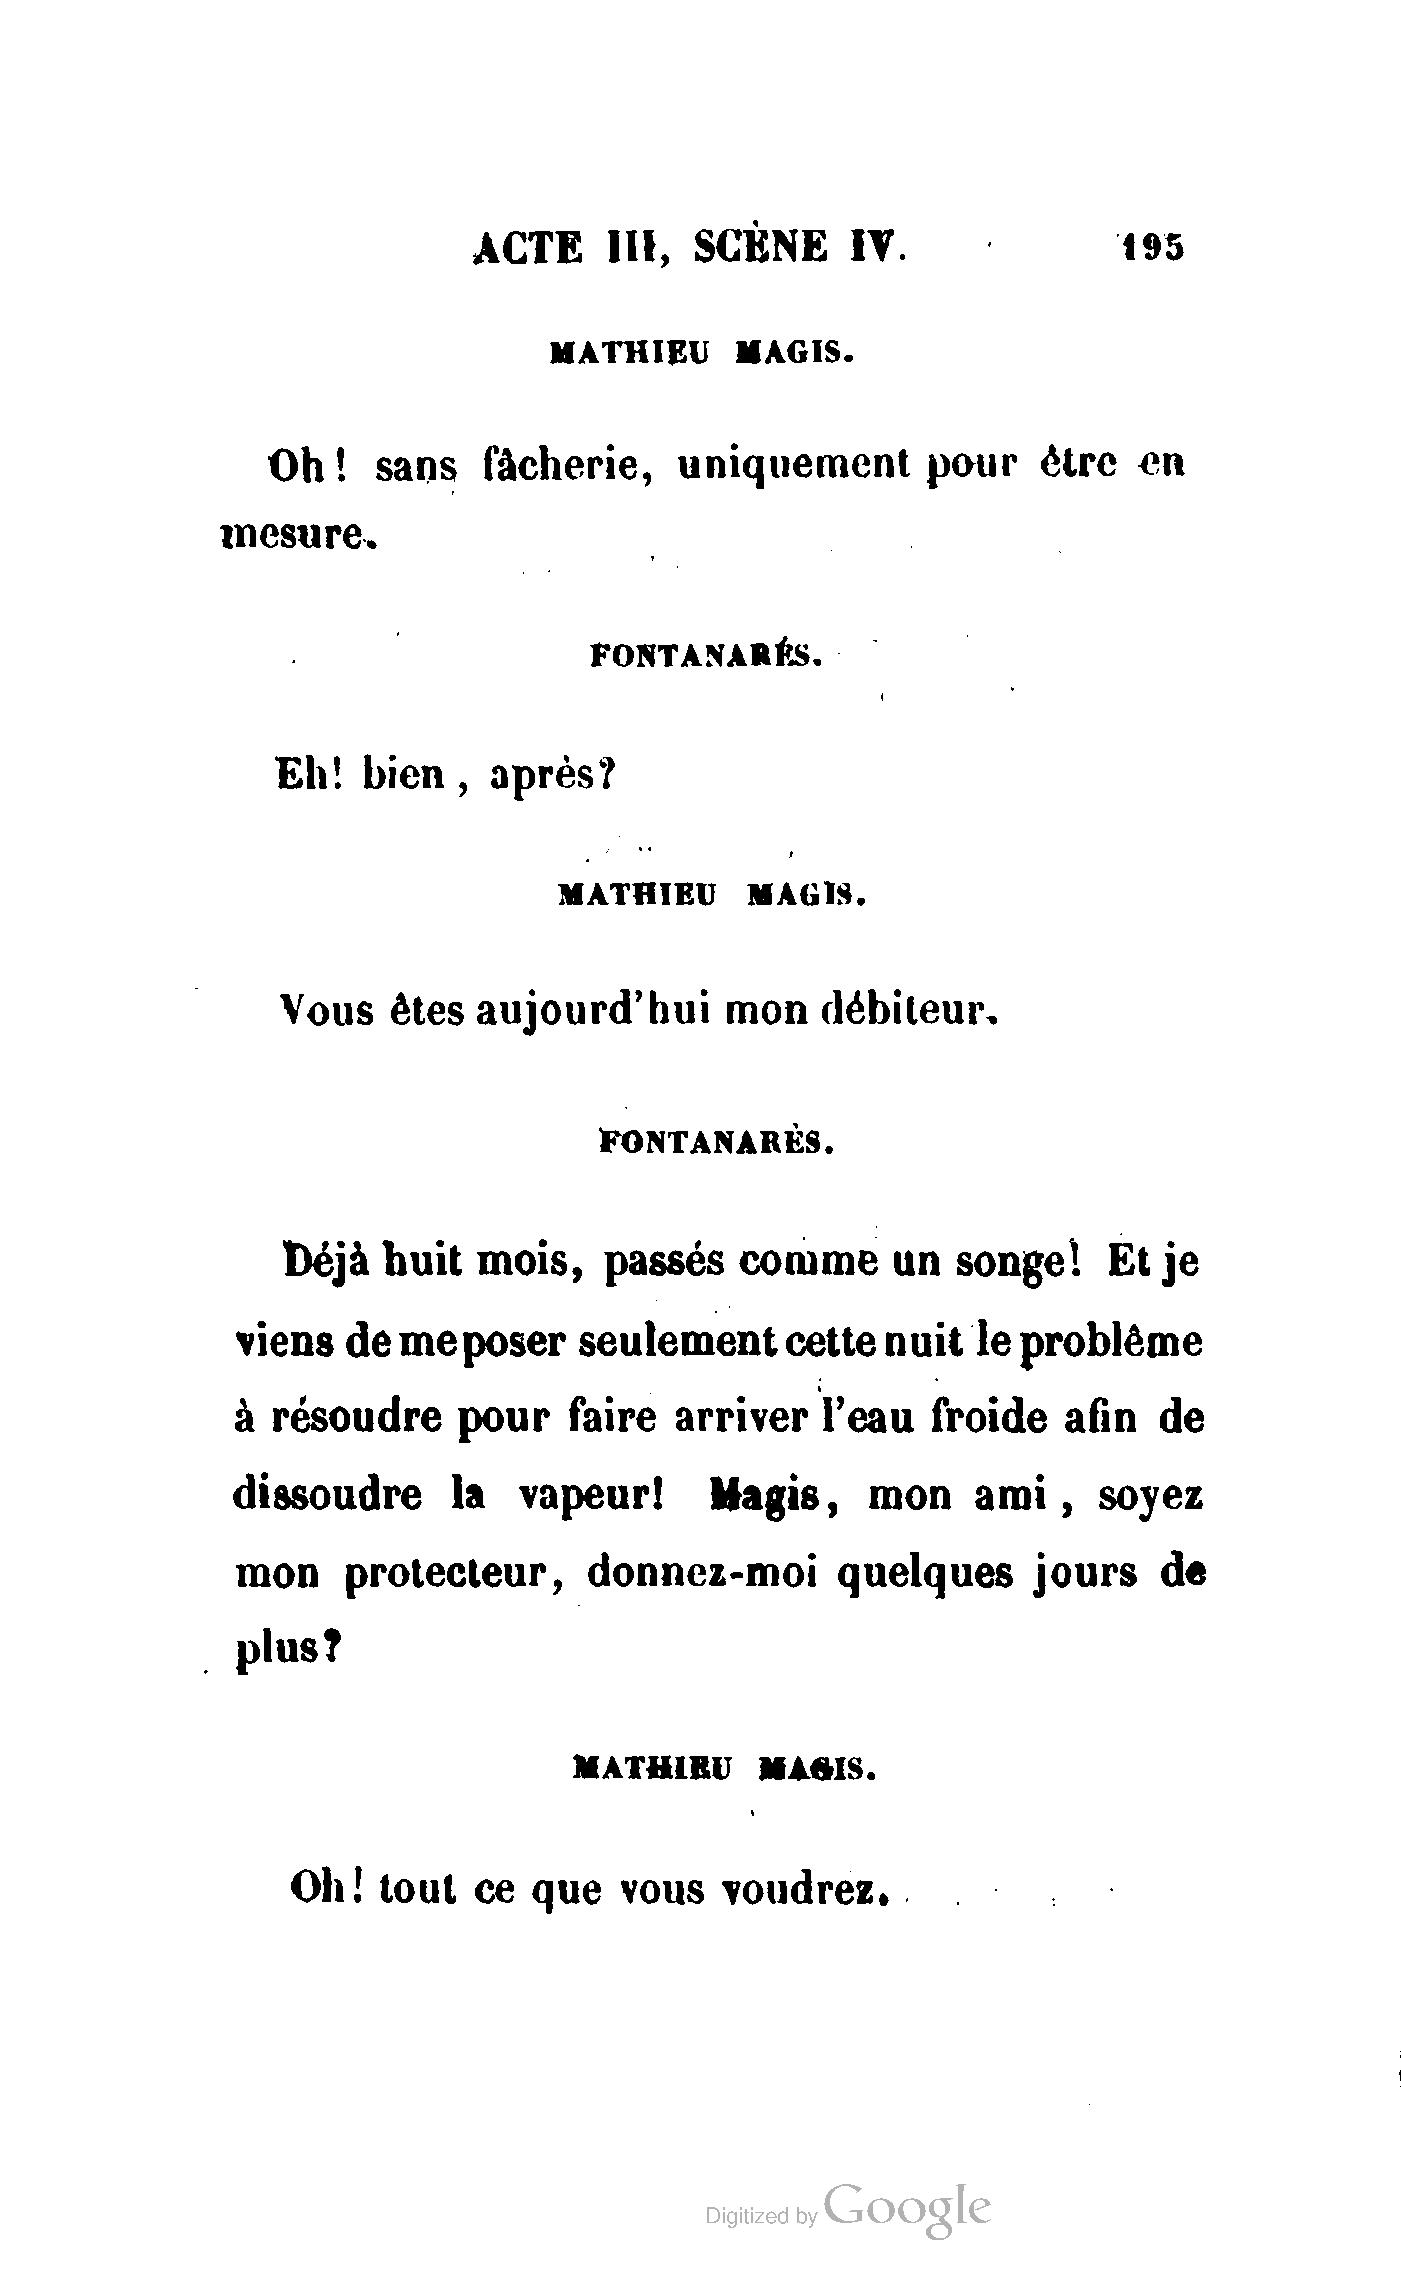 ACTE III, SCÈNE IV. 195
MATHIEU MAGIS.
Oh ! sans fâcherie, uniquement pour être en
mesure.
FONTANARÉS.
Eh! bien , après?
MATHIEU MAGIS.
Vous êtes aujourd'hui mon débiteur.
FONTANARÈS.
Déjà huit mois, passés comme un songe! Et je
viens de me poser seulement cette nuit le problême
à résoudre pour faire arriver l'eau froide afin de
dissoudre la vapeur! Magis, mon ami , soyez
mon protecteur, donnez-moi quelques jours de
plus?
MATHIEU MAGIS.
Oh! tout ce que vous voudrez.
Digitized by Google